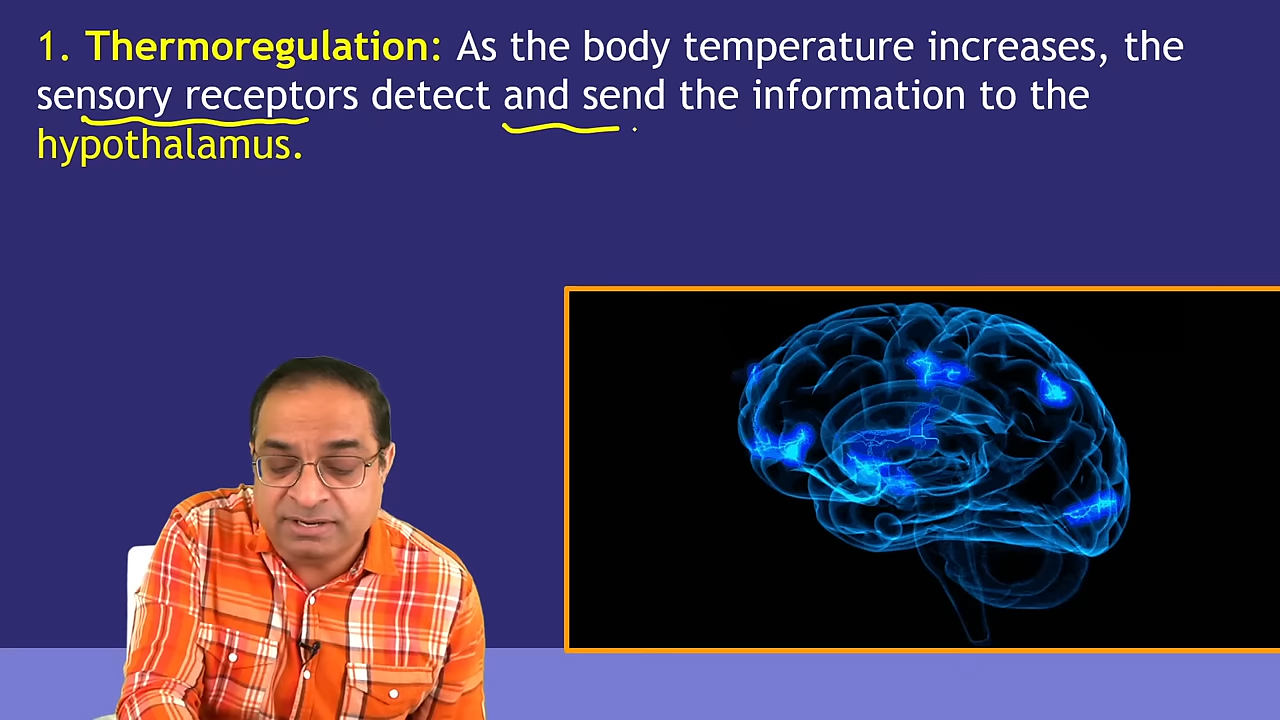 1. Thermoregulation: As the body temperature increases, the
sensory receptors detect and send the information to the
hypothalamus.